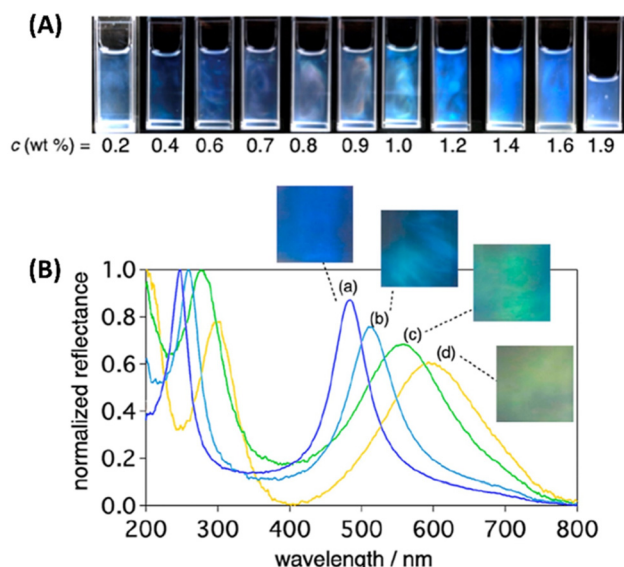 (A)
c (wt %) = 0.2 0.4 0.6 0.7 0.8 0.9 1.0 1.2 1.4 1.6 1.9
(B)
(a)
(b)
(c)
(d)
1.0
0.8
0.6
0.4
0.2
0.0
normalized reflectance
200 300 400 500 600 700 800
wavelength / nm